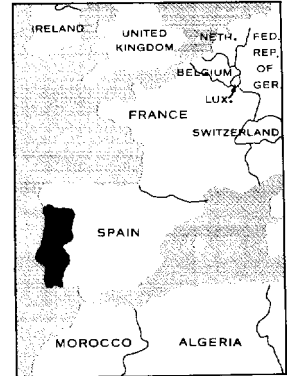 IRELAND
UNITED
KINGDOM
NETH.
FED.
REP.
OF
GER.
BELGIUM
LUX.
FRANCE
SWITZERLAND
SPAIN
MOROCCO
ALGERIA